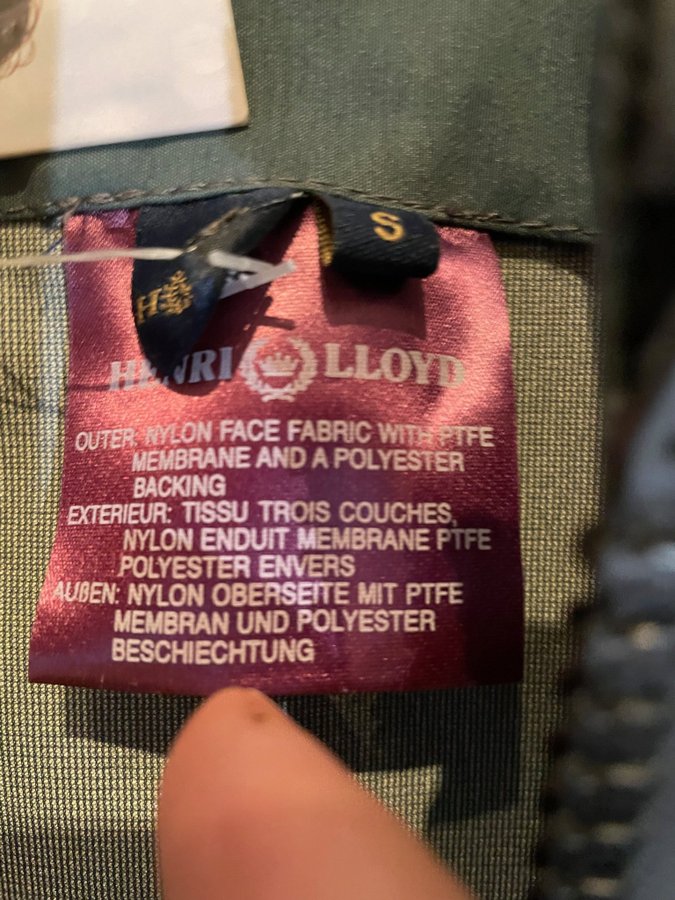 S
H
HENRI LLOYD
OUTER: NYLON FACE FABRIC WITH PTFE
MEMBRANE AND A POLYESTER
BACKING
EXTERIEUR: TISSU TROIS COUCHES,
NYLON ENDUIT MEMBRANE PTFE
POLYESTER ENVERS
AUßEN: NYLON OBERSEITE MIT PTFE
MEMBRAN UND POLYESTER
BESCHIECHTUNG